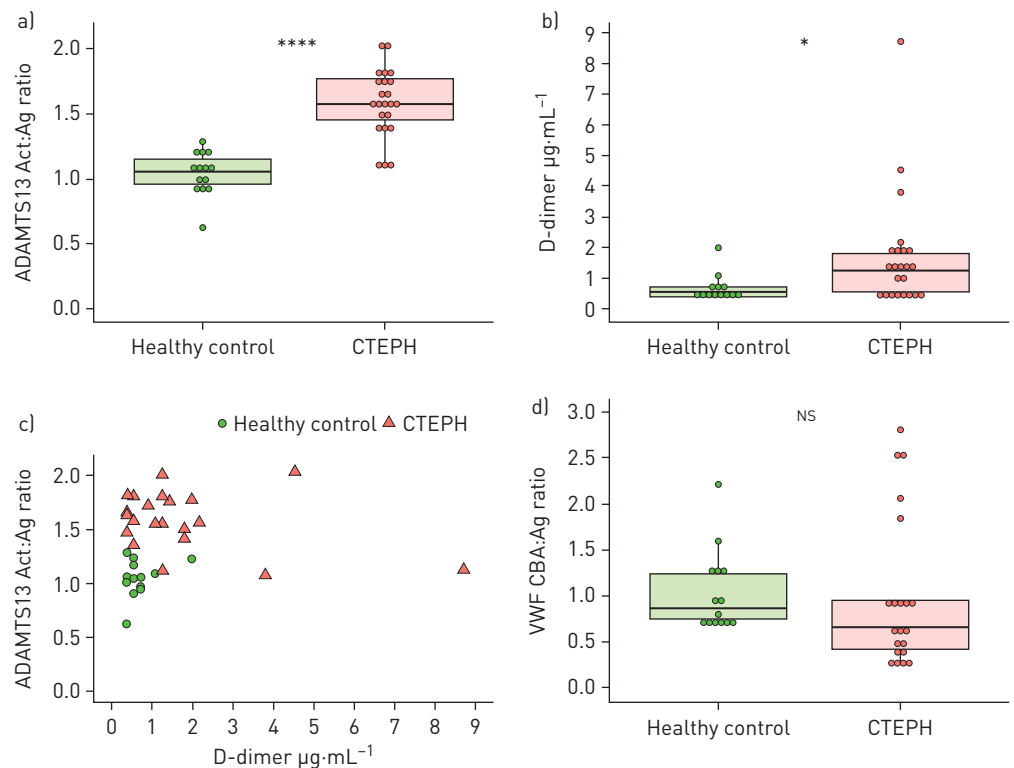 a)
ADAMTS13 Act:Ag ratio
2.0
1.5
1.0
0.5
0.0
****
Healthy control
CTEPH
b)
D-dimer µg·mL⁻¹
9
8
7
6
5
4
3
2
1
0
*
Healthy control
CTEPH
c)
Healthy control
CTEPH
ADAMTS13 Act:Ag ratio
2.0
1.5
1.0
0.5
0.0
0 1 2 3 4 5 6 7 8 9
D-dimer µg·mL⁻¹
d)
VWF CBA:Ag ratio
3.0
2.5
2.0
1.5
1.0
0.5
0.0
NS
Healthy control
CTEPH